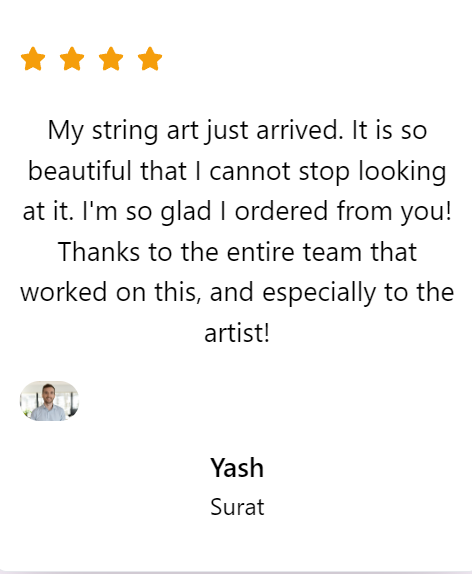 My string art just arrived. It is so
beautiful that I cannot stop looking
at it. I'm so glad I ordered from you!
Thanks to the entire team that
worked on this, and especially to the
artist!
Yash
Surat